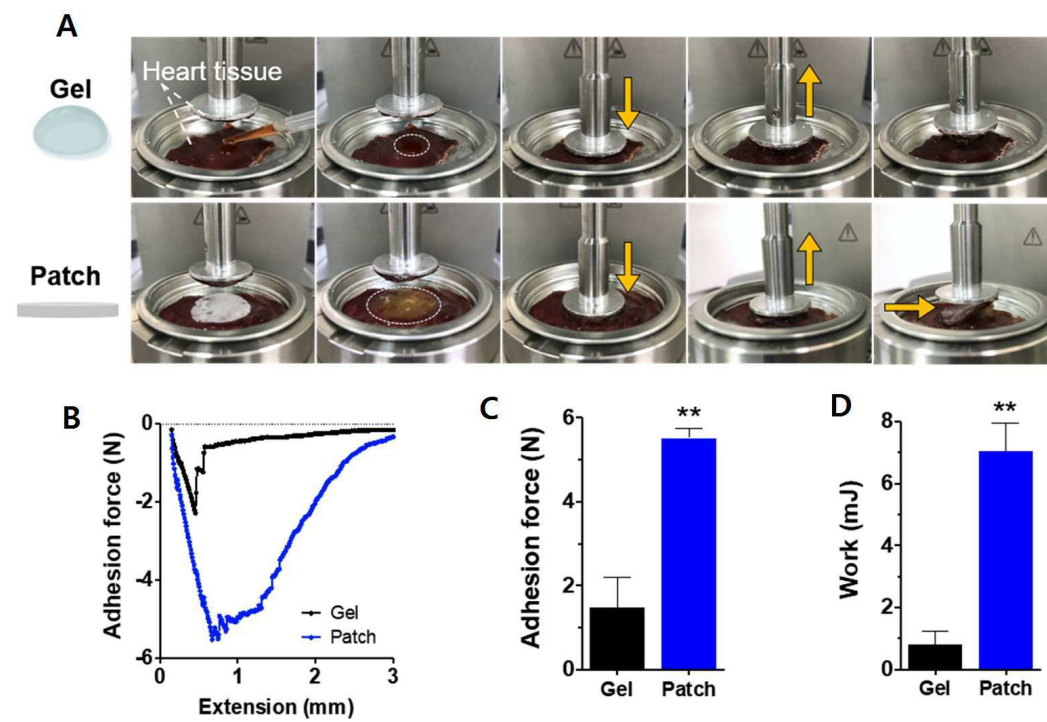 A
Gel
Heart tissue
Patch
B
Adhesion force (N)
0
-2
-4
-6
Gel
Patch
0
1
2
3
Extension (mm)
C
Adhesion force (N)
6
4
2
0
**
Gel
Patch
D
Work (mJ)
8
6
4
2
0
**
Gel
Patch